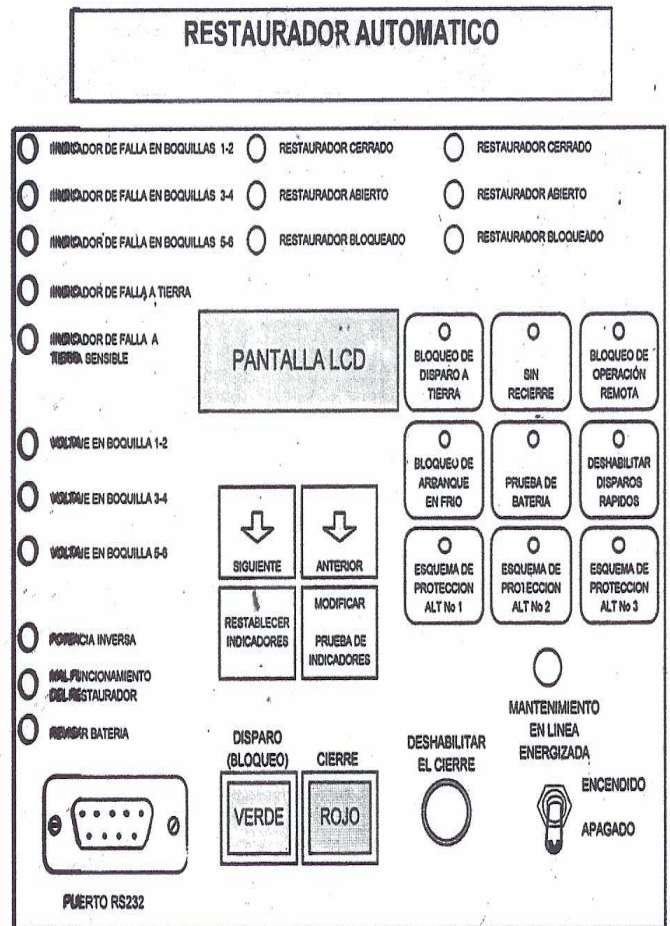 RESTAURADOR AUTOMATICO
INDICADOR DE FALLA EN BOQUILLAS 1-2
RESTAURADOR CERRADO
RESTAURADOR CERRADO
INDICADOR DE FALLA EN BOQUILLAS 3-4
RESTAURADOR ABIERTO
RESTAURADOR ABIERTO
INDICADOR DE FALLA EN BOQUILLAS 5-6
RESTAURADOR BLOQUEADO
RESTAURADOR BLOQUEADO
INDICADOR DE FALLA A TIERRA
INDICADOR DE FALLA A
TIERRA SENSIBLE
PANTALLA LCD
BLOQUEO DE
DISPARO A
TIERRA
SIN
RECIERRE
BLOQUEO DE
OPERACIÓN
REMOTA
VOLTAJE EN BOQUILLA 1-2
VOLTAJE EN BOQUILLA 3-4
VOLTAJE EN BOQUILLA 5-6
BLOQUEO DE
ARRANQUE
EN FRIO
PRUEBA DE
BATERIA
DESHABILITAR
DISPAROS
RAPIDOS
SIGUIENTE
ANTERIOR
RESTABLECER
INDICADORES
MODIFICAR
PRUEBA DE
INDICADORES
ESQUEMA DE
PROTECCION
ALT No 1
ESQUEMA DE
PROTECCION
ALT No 2
ESQUEMA DE
PROTECCION
ALT No 3
POTENCIA INVERSA
MAL FUNCIONAMIENTO
DEL RESTAURADOR
REVISAR BATERIA
MANTENIMIENTO
EN LINEA
ENERGIZADA
DISPARO
(BLOQUEO)
CIERRE
DESHABILITAR
EL CIERRE
VERDE
ROJO
ENCENDIDO
APAGADO
PUERTO RS232